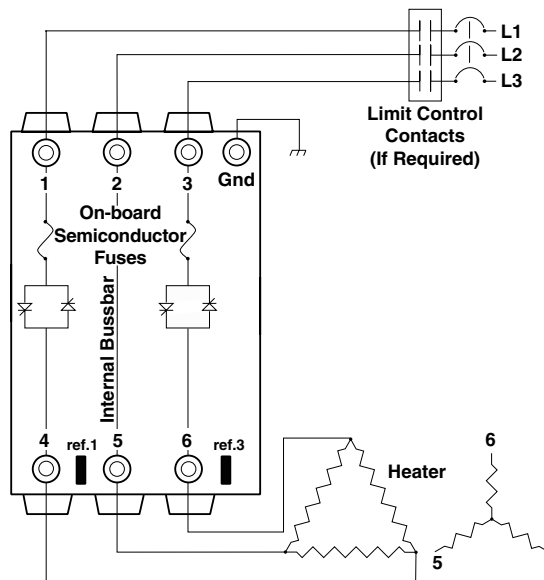 L1
L2
L3
Limit Control
Contacts
(If Required)
1
2
3
Gnd
On-board
Semiconductor
Fuses
Internal Bussbar
4
ref.1
5
6
ref.3
Heater
6
5